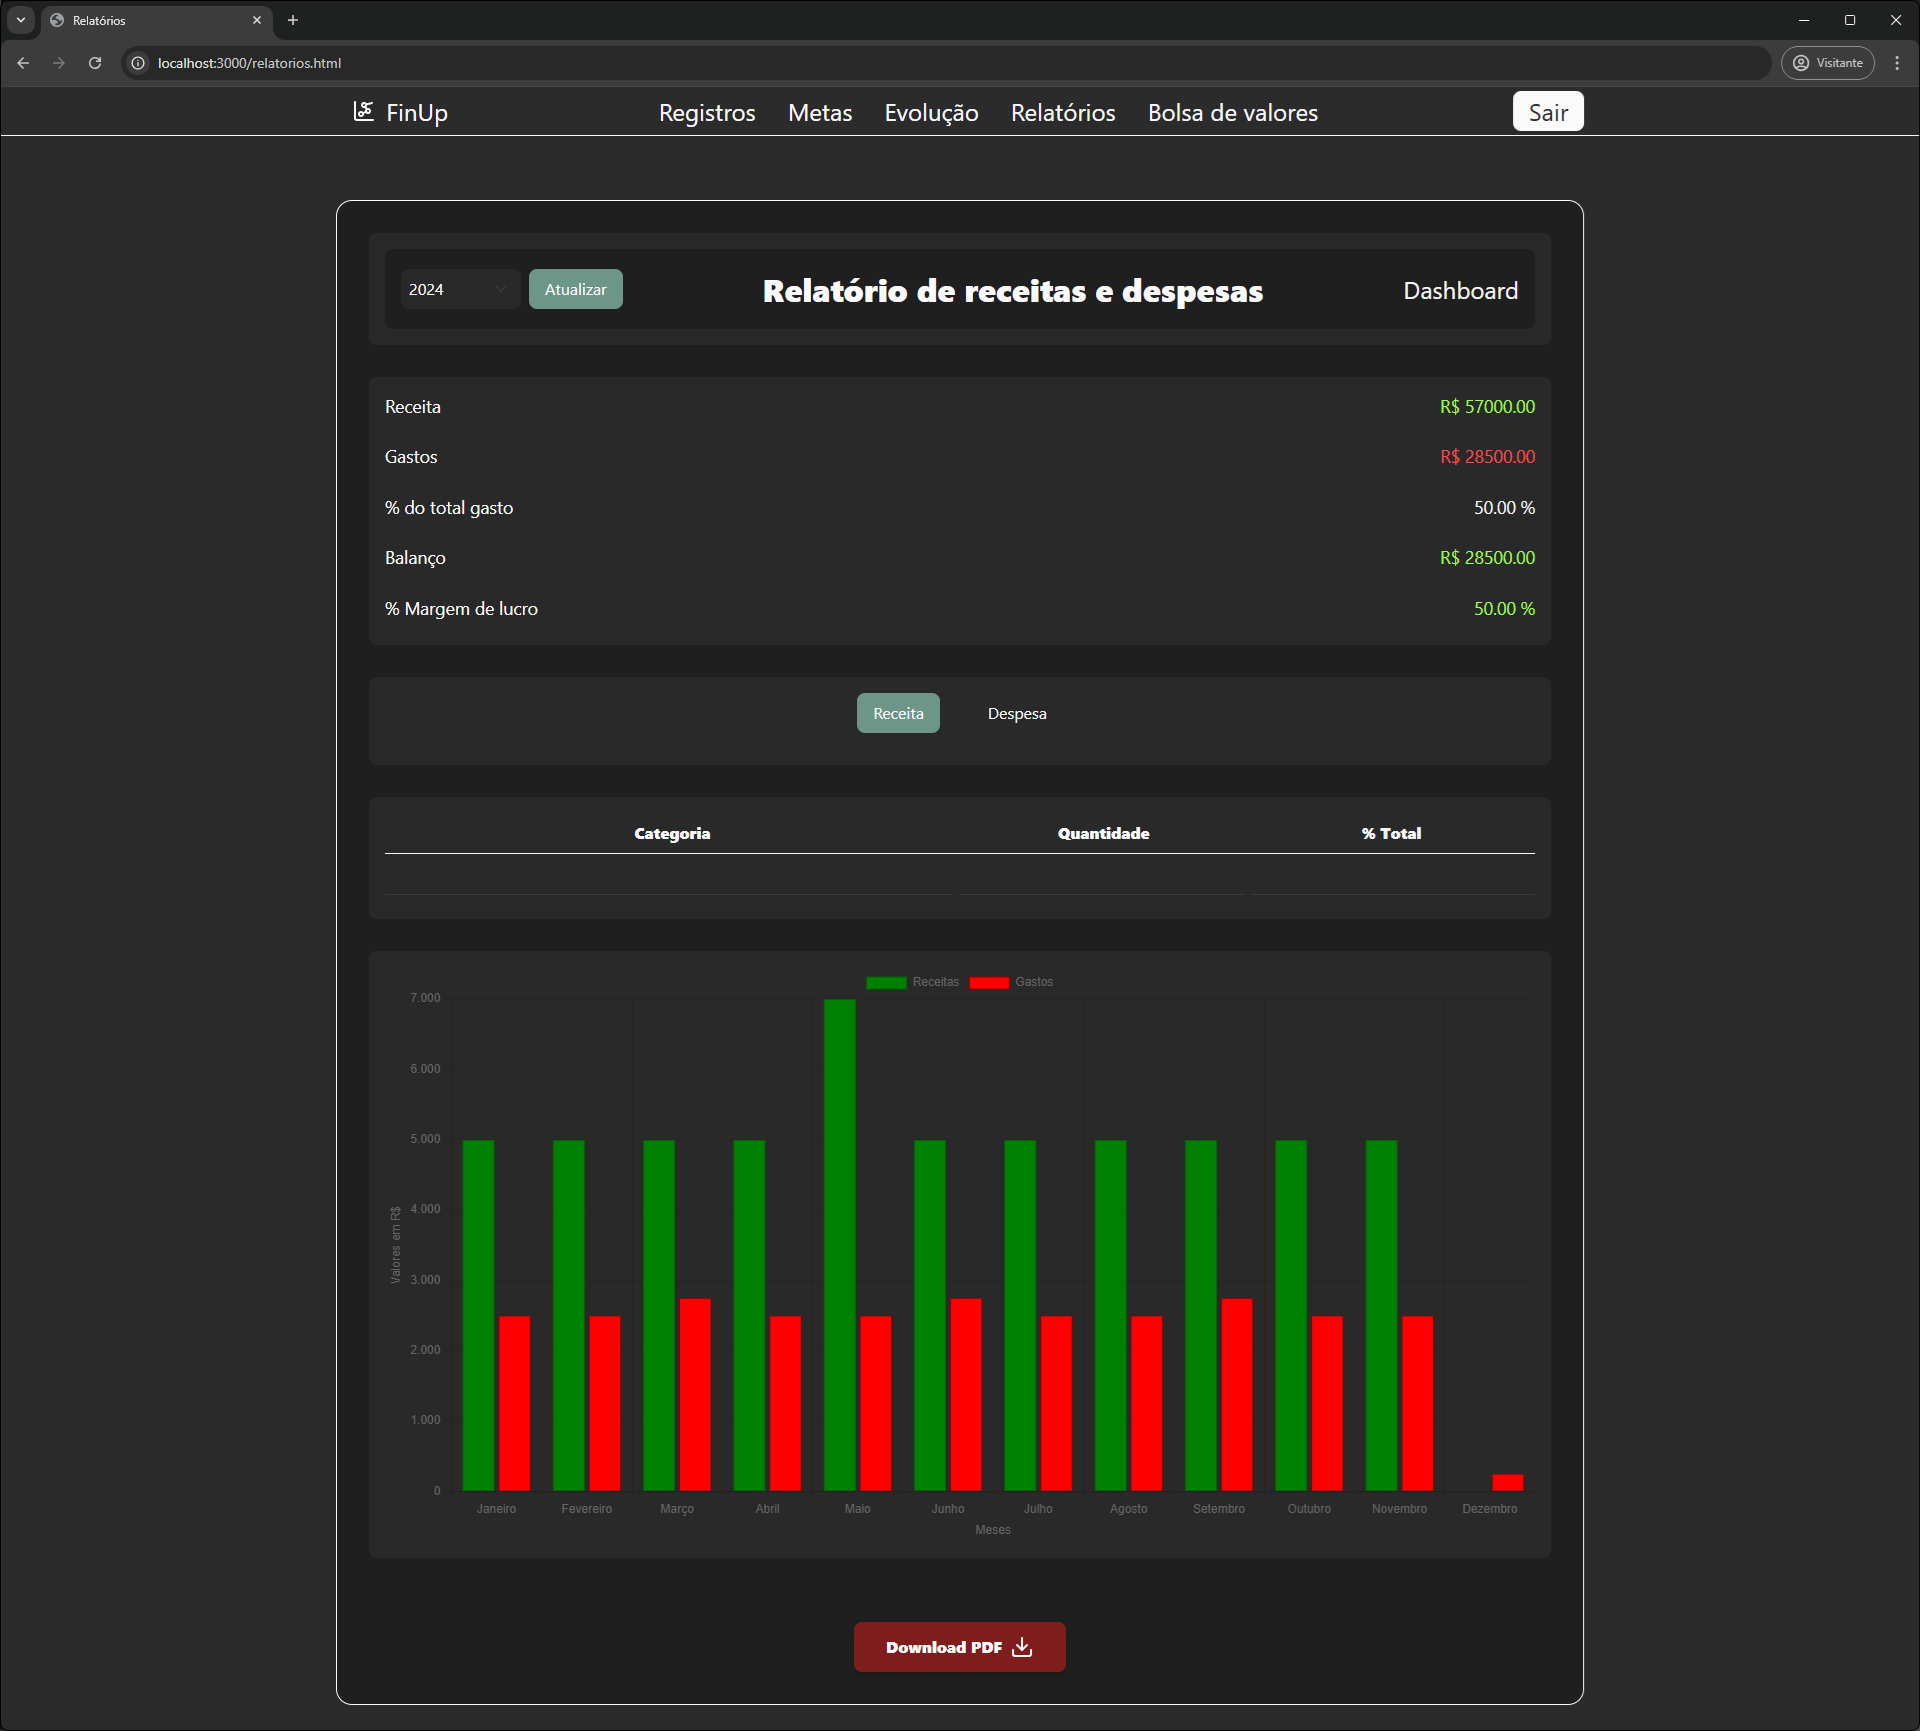 Relatórios
localhost:3000/relatorios.html
Visitante
FinUp
Registros
Metas
Evolução
Relatórios
Bolsa de valores
Sair
2024
Atualizar
Relatório de receitas e despesas
Dashboard
Receita
R$ 57000.00
Gastos
R$ 28500.00
% do total gasto
50.00 %
Balanço
R$ 28500.00
% Margem de lucro
50.00 %
Receita
Despesa
Categoria
Quantidade
% Total
Receitas
Gastos
7.000
6.000
5.000
4.000
3.000
2.000
1.000
0
Valores em R$
Janeiro
Fevereiro
Março
Abril
Maio
Junho
Julho
Agosto
Setembro
Outubro
Novembro
Dezembro
Meses
Download PDF